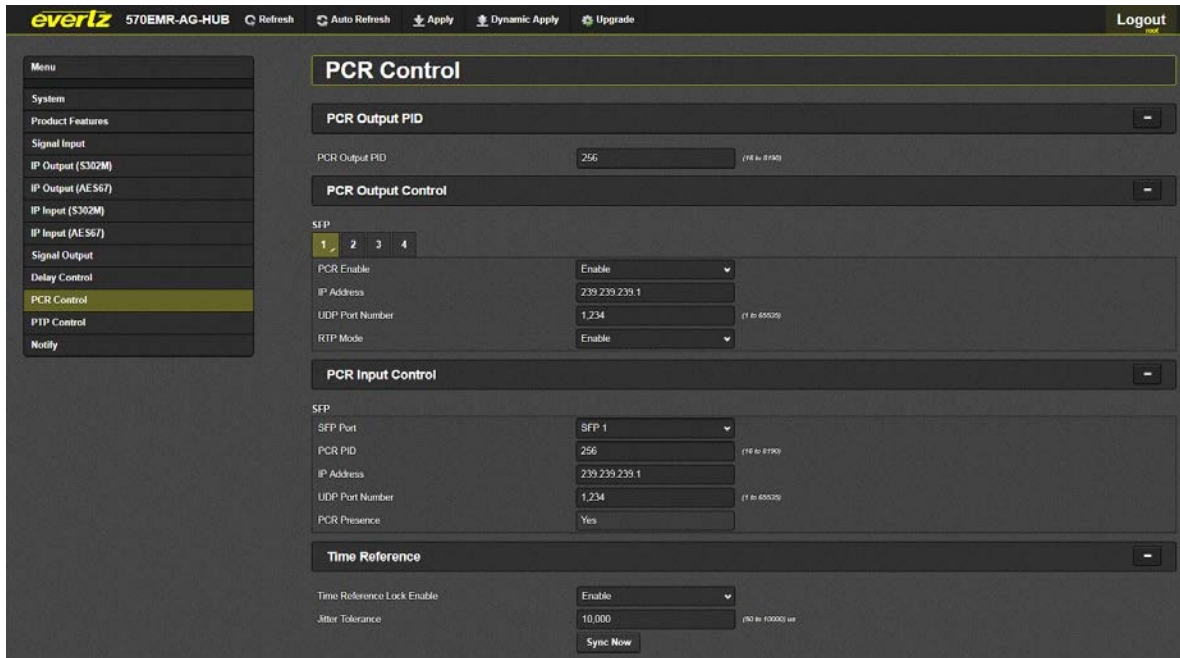 evertz 570EMR-AG-HUB Refresh Auto Refresh Apply Dynamic Apply Upgrade Logout
root
Menu
System
Product Features
Signal Input
IP Output (S302M)
IP Output (AES67)
IP Input (S302M)
IP Input (AES67)
Signal Output
Delay Control
PCR Control
PTP Control
Notify
PCR Control
PCR Output PID -
PCR Output PID 256 (16 to 8190)
PCR Output Control -
SFP
1 2 3 4
PCR Enable Enable
IP Address 239.239.239.1
UDP Port Number 1,234 (1 to 65535)
RTP Mode Enable
PCR Input Control -
SFP
SFP Port SFP 1
PCR PID 256 (16 to 8190)
IP Address 239.239.239.1
UDP Port Number 1,234 (1 to 65535)
PCR Presence Yes
Time Reference -
Time Reference Lock Enable Enable
Jitter Tolerance 10,000 (50 to 10000) us
Sync Now